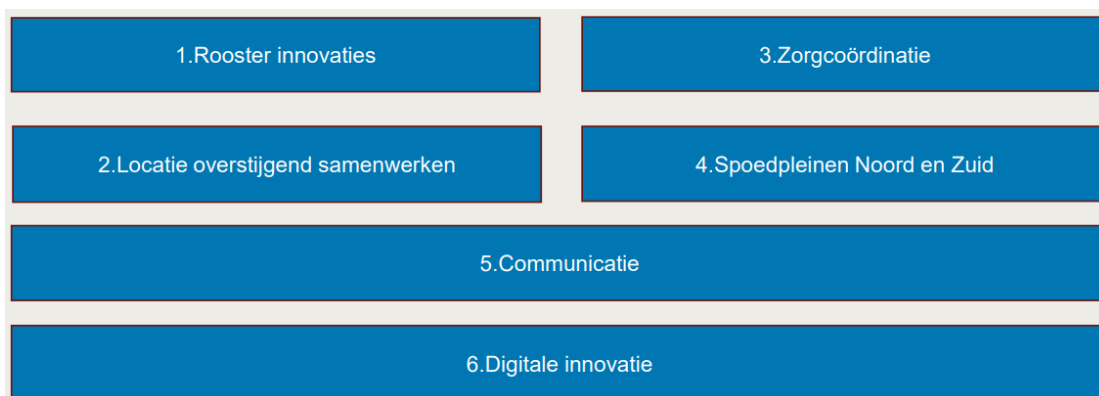 1.Rooster innovaties
3.Zorgcoördinatie
2.Locatie overstijgend samenwerken
4.Spoedpleinen Noord en Zuid
5.Communicatie
6.Digitale innovatie